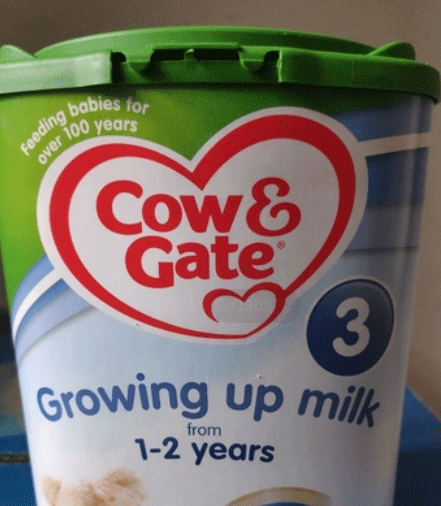 Feeding babies for
over 100 years
Cow &
Gate®
3
Growing up milk
from
1-2 years